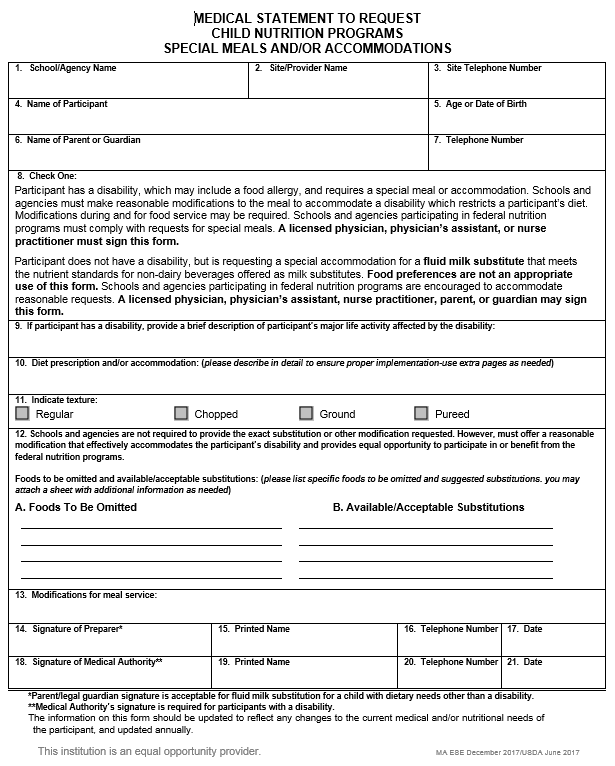 MEDICAL STATEMENT TO REQUEST
CHILD NUTRITION PROGRAMS
SPECIAL MEALS AND/OR ACCOMMODATIONS
1. School/Agency Name
2. Site/Provider Name
3. Site Telephone Number
4. Name of Participant
5. Age or Date of Birth
6. Name of Parent or Guardian
7. Telephone Number
8. Check One:
Participant has a disability, which may include a food allergy, and requires a special meal or accommodation. Schools and
agencies must make reasonable modifications to the meal to accommodate a disability which restricts a participant's diet.
Modifications during and for food service may be required. Schools and agencies participating in federal nutrition
programs must comply with requests for special meals. A licensed physician, physician's assistant, or nurse
practitioner must sign this form.
Participant does not have a disability, but is requesting a special accommodation for a fluid milk substitute that meets
the nutrient standards for non-dairy beverages offered as milk substitutes. Food preferences are not an appropriate
use of this form. Schools and agencies participating in federal nutrition programs are encouraged to accommodate
reasonable requests. A licensed physician, physician's assistant, nurse practitioner, parent, or guardian may sign
this form.
9. If participant has a disability, provide a brief description of participant's major life activity affected by the disability:
10. Diet prescription and/or accommodation: (please describe in detail to ensure proper implementation-use extra pages as needed)
11. Indicate texture:
Regular
Chopped
Ground
Pureed
12. Schools and agencies are not required to provide the exact substitution or other modification requested. However, must offer a reasonable
modification that effectively accommodates the participant's disability and provides equal opportunity to participate in or benefit from the
federal nutrition programs.
Foods to be omitted and available/acceptable substitutions: (please list specific foods to be omitted and suggested substitutions. you may
attach a sheet with additional information as needed)
A. Foods To Be Omitted
B. Available/Acceptable Substitutions
13. Modifications for meal service:
14. Signature of Preparer*
15. Printed Name
16. Telephone Number
17. Date
18. Signature of Medical Authority**
19. Printed Name
20. Telephone Number
21. Date
*Parent/legal guardian signature is acceptable for fluid milk substitution for a child with dietary needs other than a disability.
**Medical Authority's signature is required for participants with a disability.
The information on this form should be updated to reflect any changes to the current medical and/or nutritional needs of
the participant, and updated annually.
This institution is an equal opportunity provider.
MA ESE December 2017/USDA June 2017